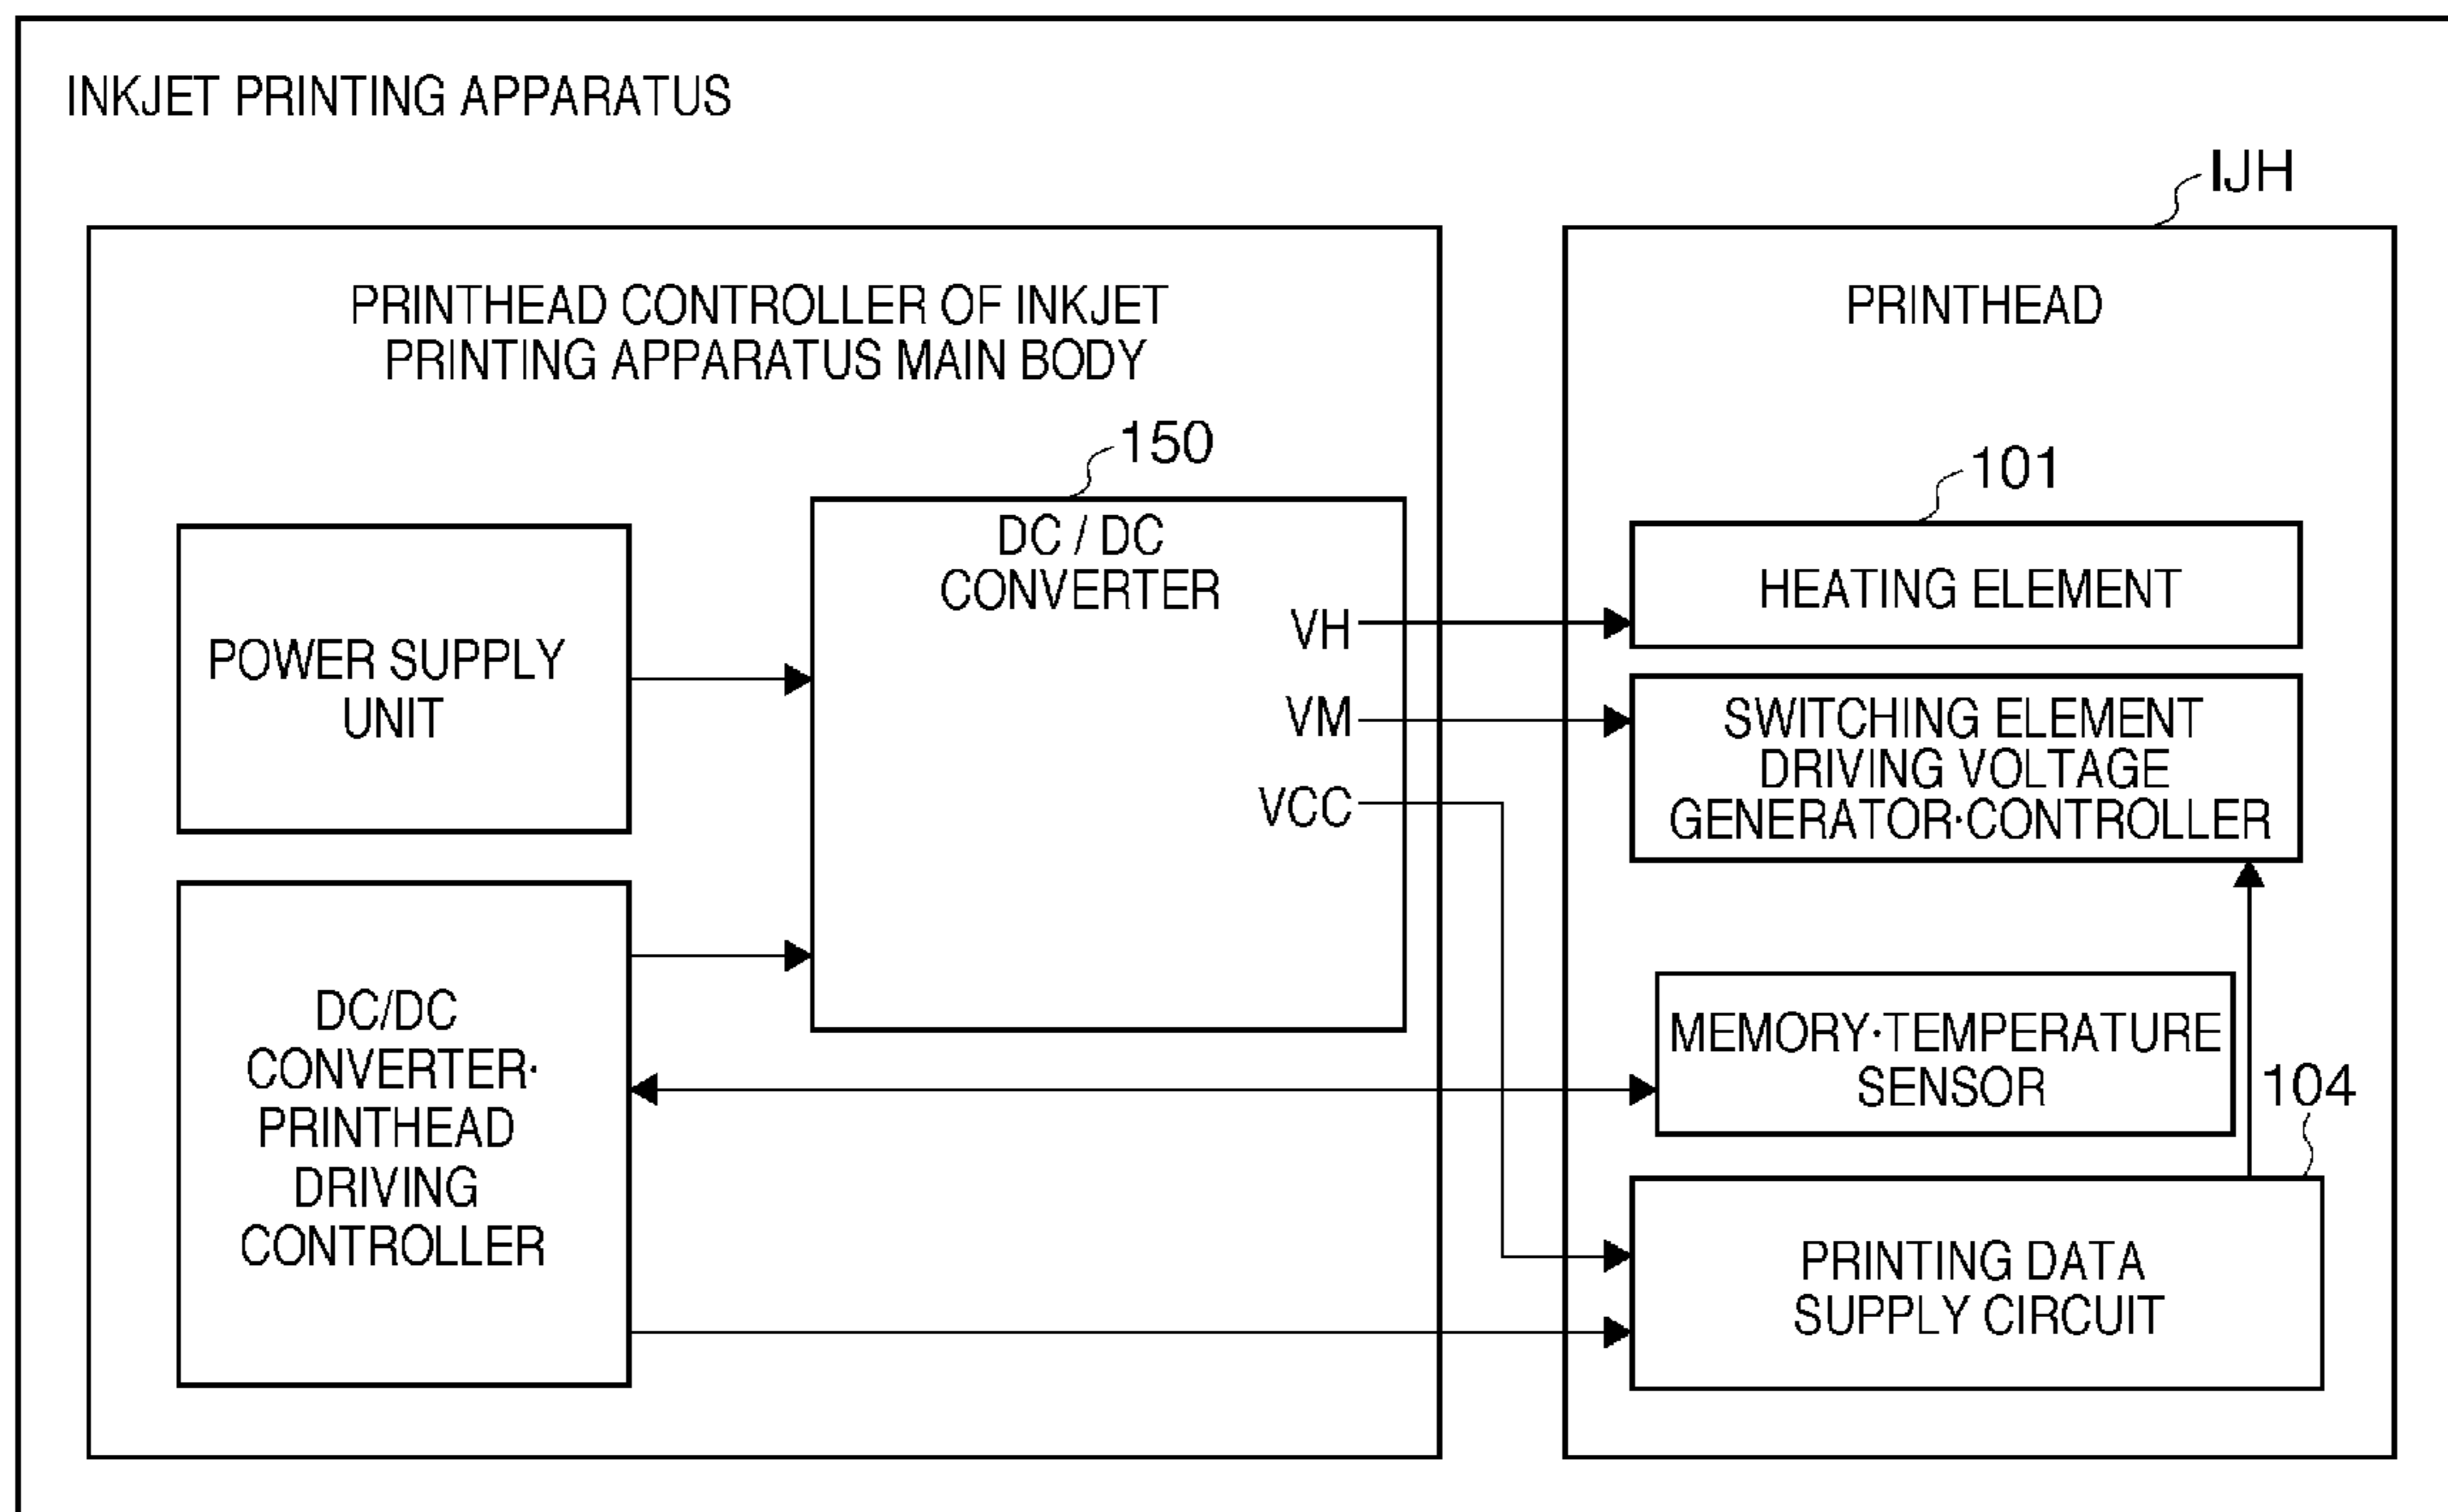 INKJET PRINTING APPARATUS
IJH
PRINTHEAD CONTROLLER OF INKJET
PRINTING APPARATUS MAIN BODY
150
DC / DC
CONVERTER
VH
VM
VCC
POWER SUPPLY
UNIT
DC/DC
CONVERTER·
PRINTHEAD
DRIVING
CONTROLLER
PRINTHEAD
101
HEATING ELEMENT
SWITCHING ELEMENT
DRIVING VOLTAGE
GENERATOR·CONTROLLER
MEMORY·TEMPERATURE
SENSOR
104
PRINTING DATA
SUPPLY CIRCUIT